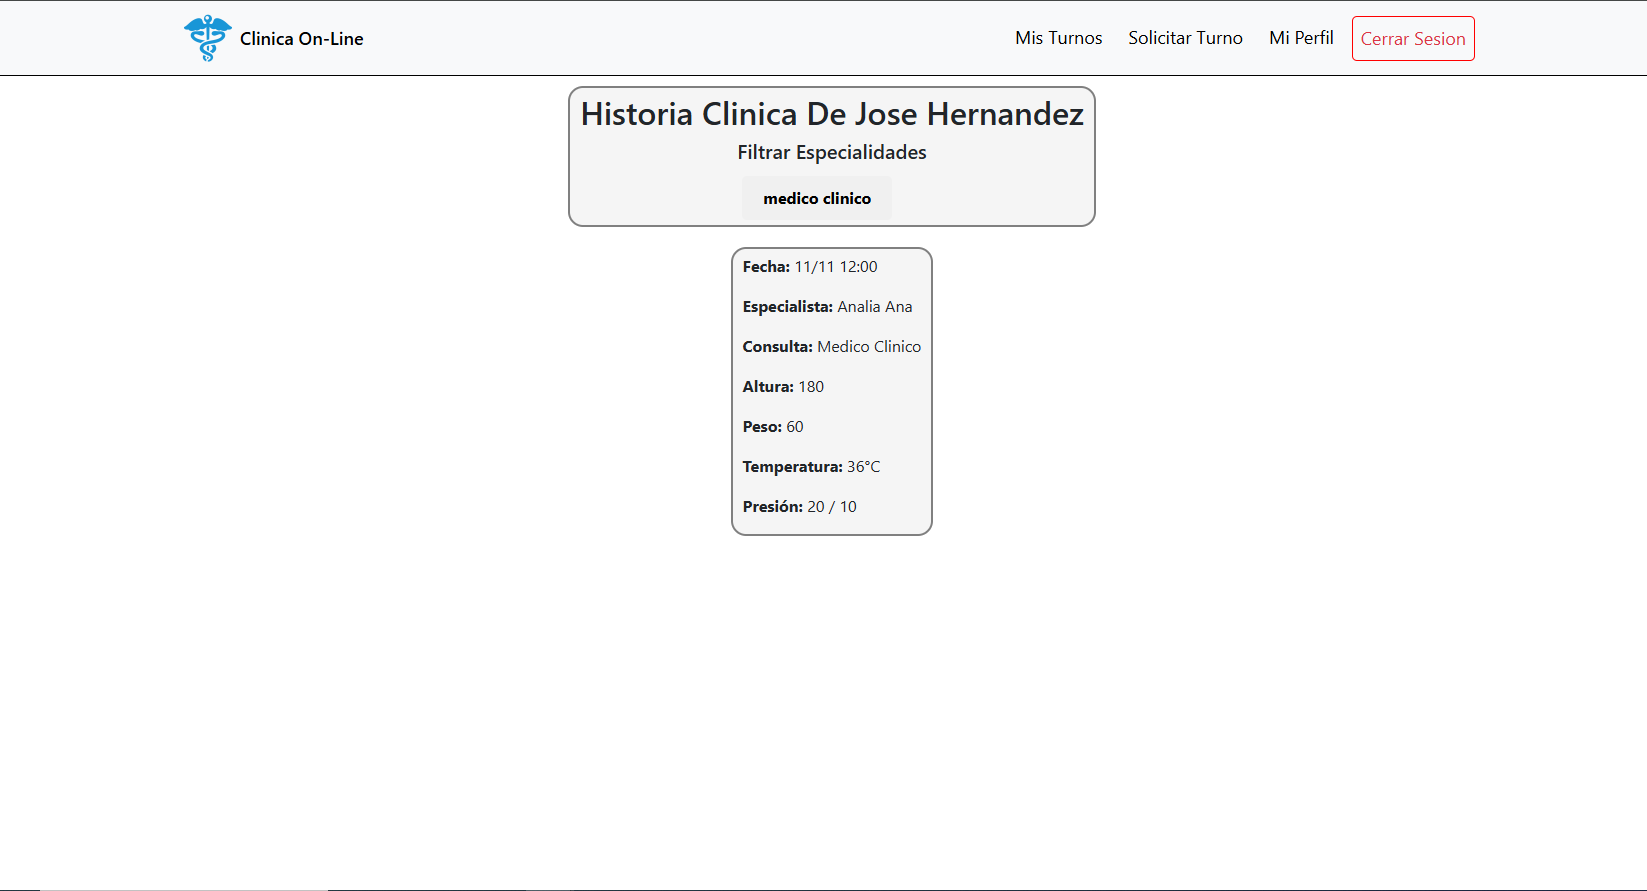 Clinica On-Line
Mis Turnos
Solicitar Turno
Mi Perfil
Cerrar Sesion
Historia Clinica De Jose Hernandez
Filtrar Especialidades
medico clinico
Fecha: 11/11 12:00
Especialista: Analia Ana
Consulta: Medico Clinico
Altura: 180
Peso: 60
Temperatura: 36°C
Presión: 20 / 10